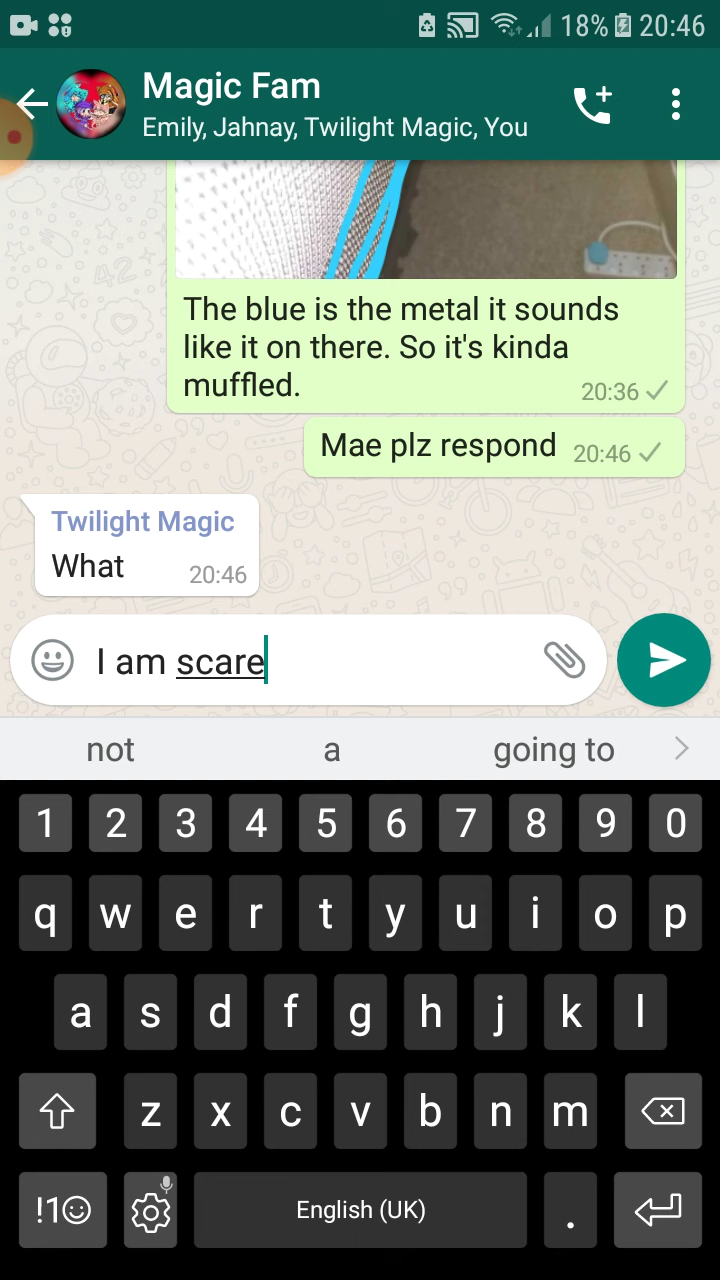 18% 20:46
Magic Fam
Emily, Jahnay, Twilight Magic, You
The blue is the metal it sounds
like it on there. So it's kinda
muffled.
20:36
Mae plz respond 20:46
Twilight Magic
What 20:46
I am scare
not a going to
1 2 3 4 5 6 7 8 9 0
q w e r t y u i o p
a s d f g h j k l
z x c v b n m
!1☺ English (UK) .